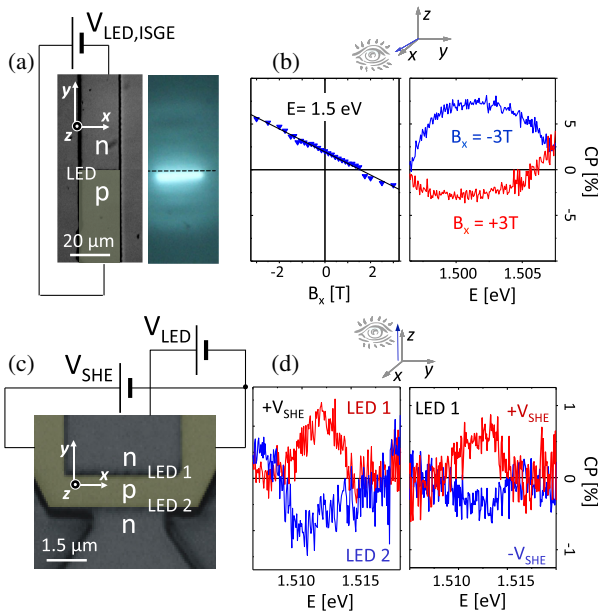 V_LED,ISGE
(a)
y
x
z
n
LED
p
20 μm
(b)
z
x
y
E= 1.5 eV
-2
0
2
B_x [T]
B_x = -3T
B_x = +3T
1.500
1.505
E [eV]
5
0
-5
CP [%]
V_LED
V_SHE
(c)
y
x
z
n
LED 1
p
LED 2
n
1.5 μm
(d)
z
x
y
+V_SHE
LED 1
LED 2
1.510
1.515
E [eV]
LED 1
+V_SHE
-V_SHE
1.510
1.515
E [eV]
1
0
-1
CP [%]